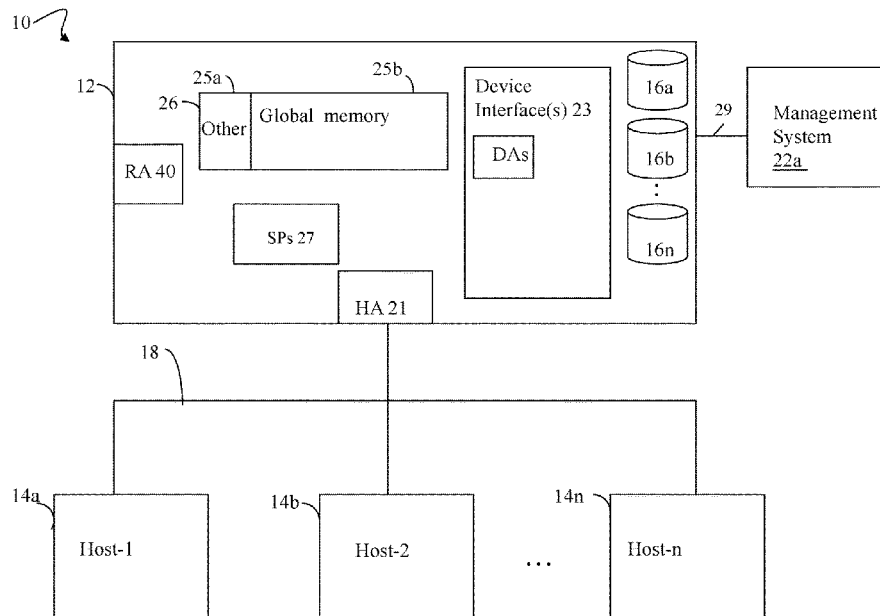 10
12
25a
25b
26
Other
Global memory
RA 40
SPs 27
HA 21
Device
Interface(s) 23
DAs
16a
16b
16n
29
Management
System
22a
18
14a
Host-1
14b
Host-2
...
14n
Host-n